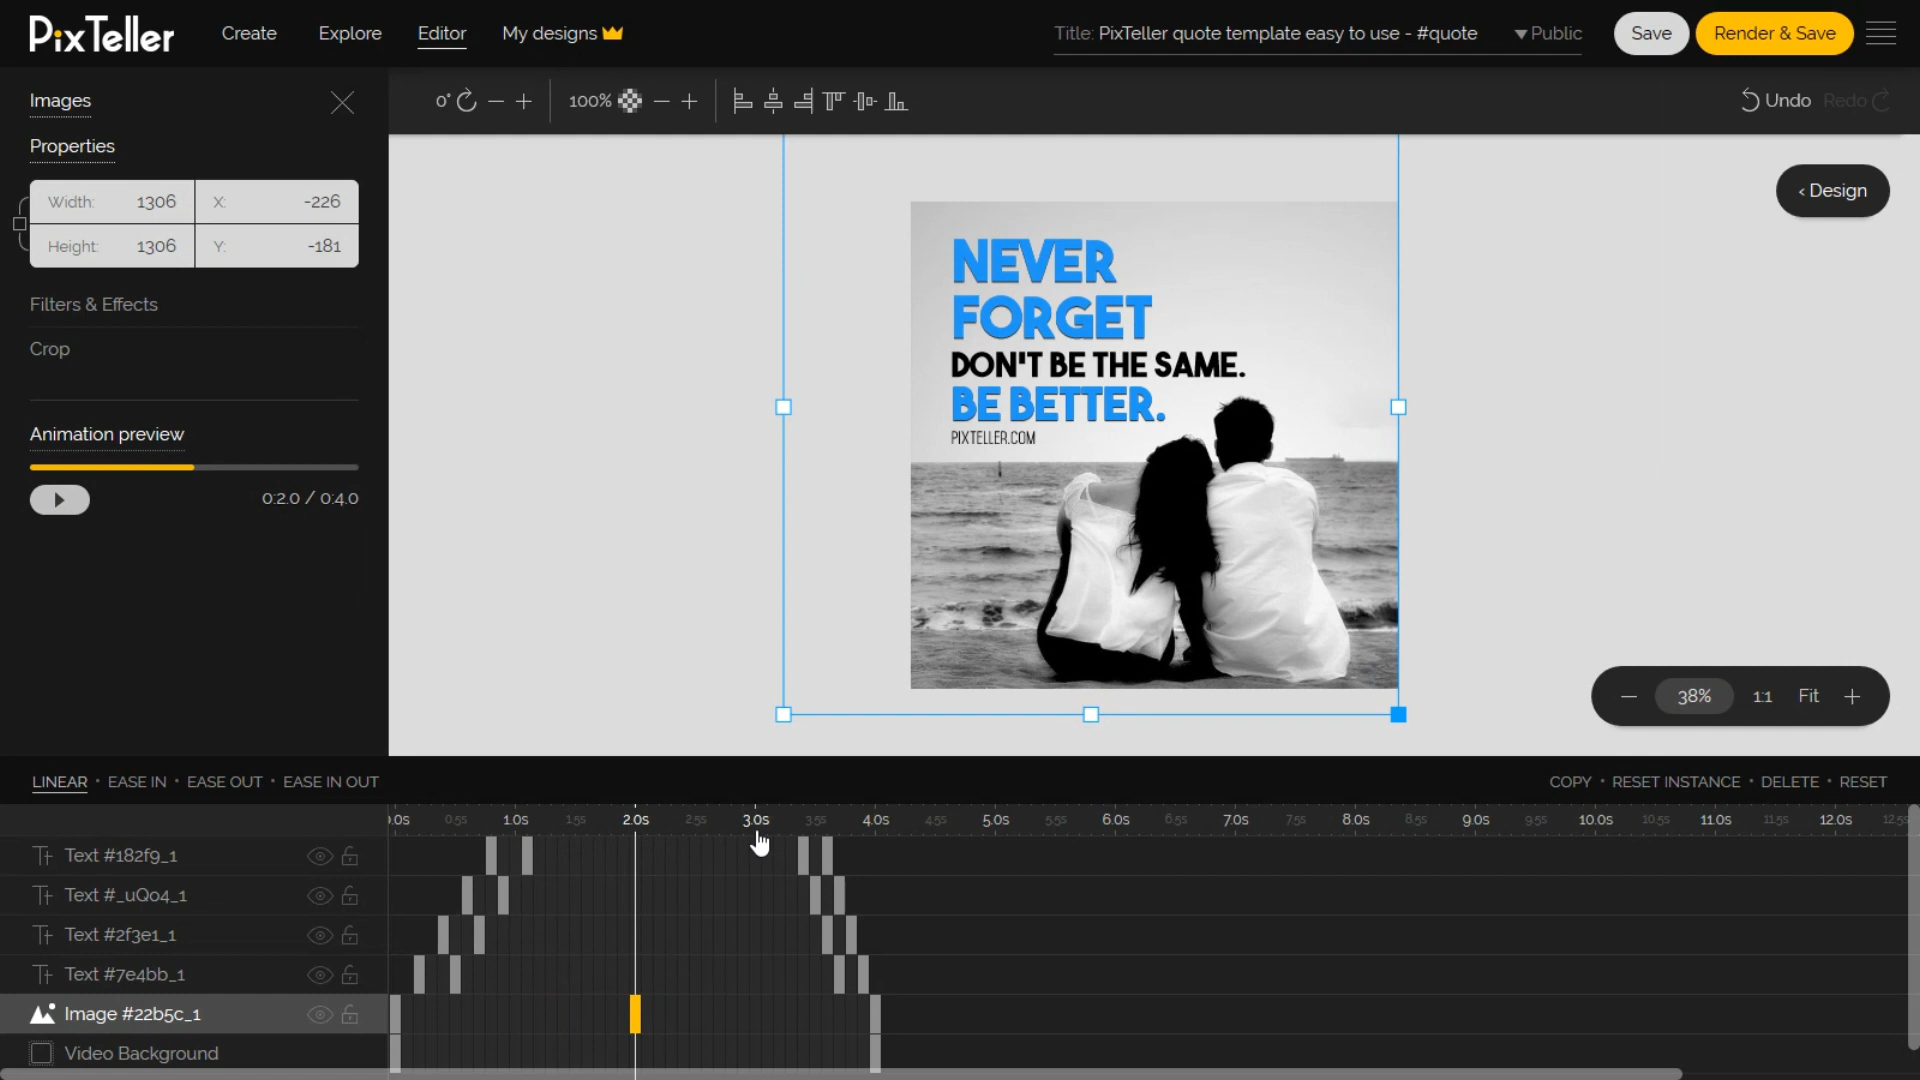 PixTeller
Create
Explore
Editor
My designs
Title: PixTeller quote template easy to use - #quote
Public
Save
Render & Save
Images
0°
100%
Undo
Redo
Properties
Width: 1306
X: -226
Height: 1306
Y: -181
Filters & Effects
Crop
Animation preview
0:2.0 / 0:4.0
‹ Design
NEVER
FORGET
DON'T BE THE SAME.
BE BETTER.
PIXTELLER.COM
38%
1:1
Fit
LINEAR • EASE IN • EASE OUT • EASE IN OUT
COPY • RESET INSTANCE • DELETE • RESET
0.0s 0.5s 1.0s 1.5s 2.0s 2.5s 3.0s 3.5s 4.0s 4.5s 5.0s 5.5s 6.0s 6.5s 7.0s 7.5s 8.0s 8.5s 9.0s 9.5s 10.0s 10.5s 11.0s 11.5s 12.0s 12.5s
Text #182f9_1
Text #_uQo4_1
Text #2f3e1_1
Text #7e4bb_1
Image #22b5c_1
Video Background